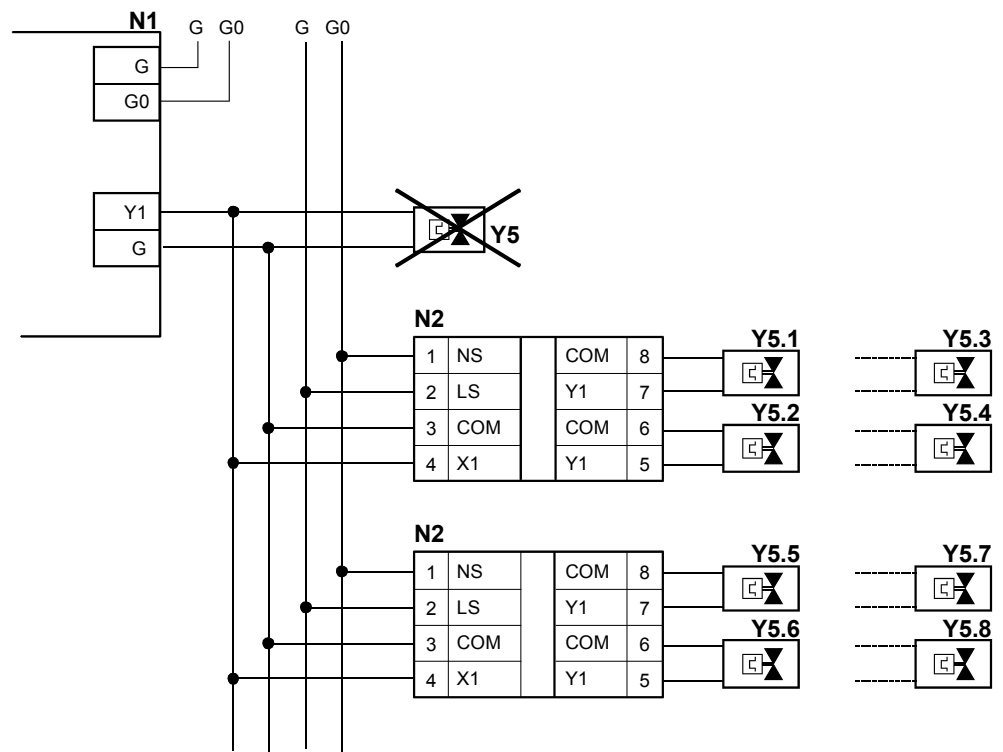 N1 G G0 G G0
G
G0
Y1
G
Y5
N2
1 NS COM 8
2 LS Y1 7
3 COM COM 6
4 X1 Y1 5
Y5.1 Y5.3
Y5.2 Y5.4
N2
1 NS COM 8
2 LS Y1 7
3 COM COM 6
4 X1 Y1 5
Y5.5 Y5.7
Y5.6 Y5.8